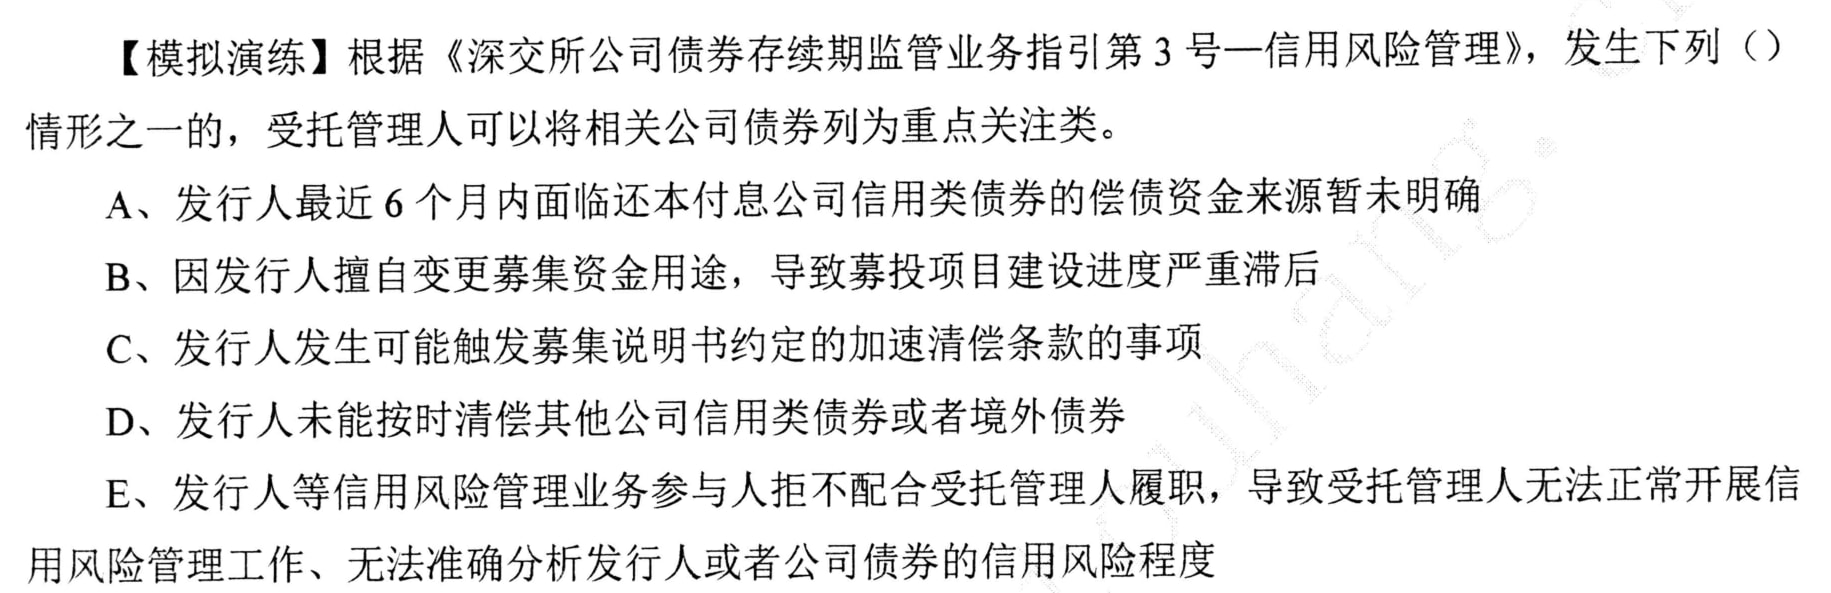 【模拟演练】根据《深交所公司债券存续期监管业务指引第 3 号—信用风险管理》，发生下列（）
情形之一的，受托管理人可以将相关公司债券列为重点关注类。
A、发行人最近 6 个月内面临还本付息公司信用类债券的偿债资金来源暂未明确
B、因发行人擅自变更募集资金用途，导致募投项目建设进度严重滞后
C、发行人发生可能触发募集说明书约定的加速清偿条款的事项
D、发行人未能按时清偿其他公司信用类债券或者境外债券
E、发行人等信用风险管理业务参与人拒不配合受托管理人履职，导致受托管理人无法正常开展信
用风险管理工作、无法准确分析发行人或者公司债券的信用风险程度